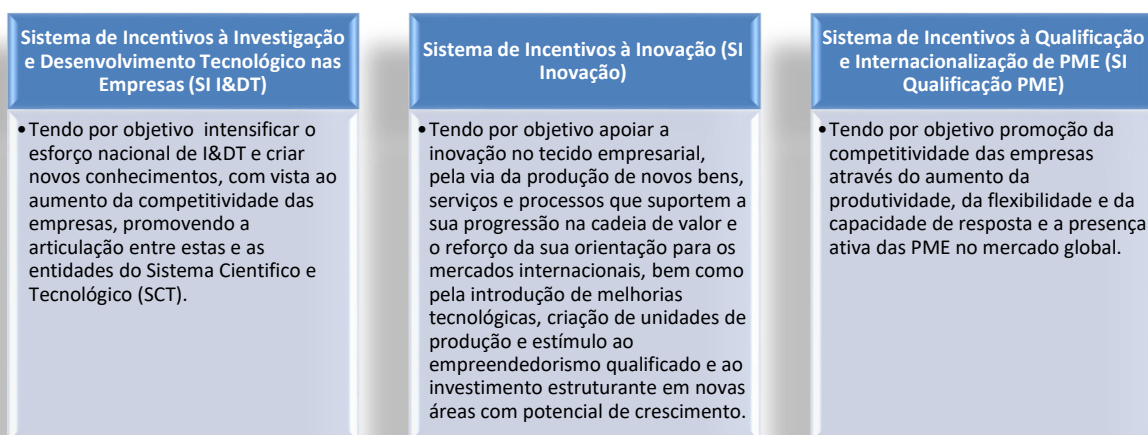 Sistema de Incentivos à Investigação
e Desenvolvimento Tecnológico nas
Empresas (SI I&DT)
•Tendo por objetivo intensificar o
esforço nacional de I&DT e criar
novos conhecimentos, com vista ao
aumento da competitividade das
empresas, promovendo a
articulação entre estas e as
entidades do Sistema Cientifico e
Tecnológico (SCT).
Sistema de Incentivos à Inovação (SI
Inovação)
•Tendo por objetivo apoiar a
inovação no tecido empresarial,
pela via da produção de novos bens,
serviços e processos que suportem a
sua progressão na cadeia de valor e
o reforço da sua orientação para os
mercados internacionais, bem como
pela introdução de melhorias
tecnológicas, criação de unidades de
produção e estímulo ao
empreendedorismo qualificado e ao
investimento estruturante em novas
áreas com potencial de crescimento.
Sistema de Incentivos à Qualificação
e Internacionalização de PME (SI
Qualificação PME)
•Tendo por objetivo promoção da
competitividade das empresas
através do aumento da
produtividade, da flexibilidade e da
capacidade de resposta e a presença
ativa das PME no mercado global.